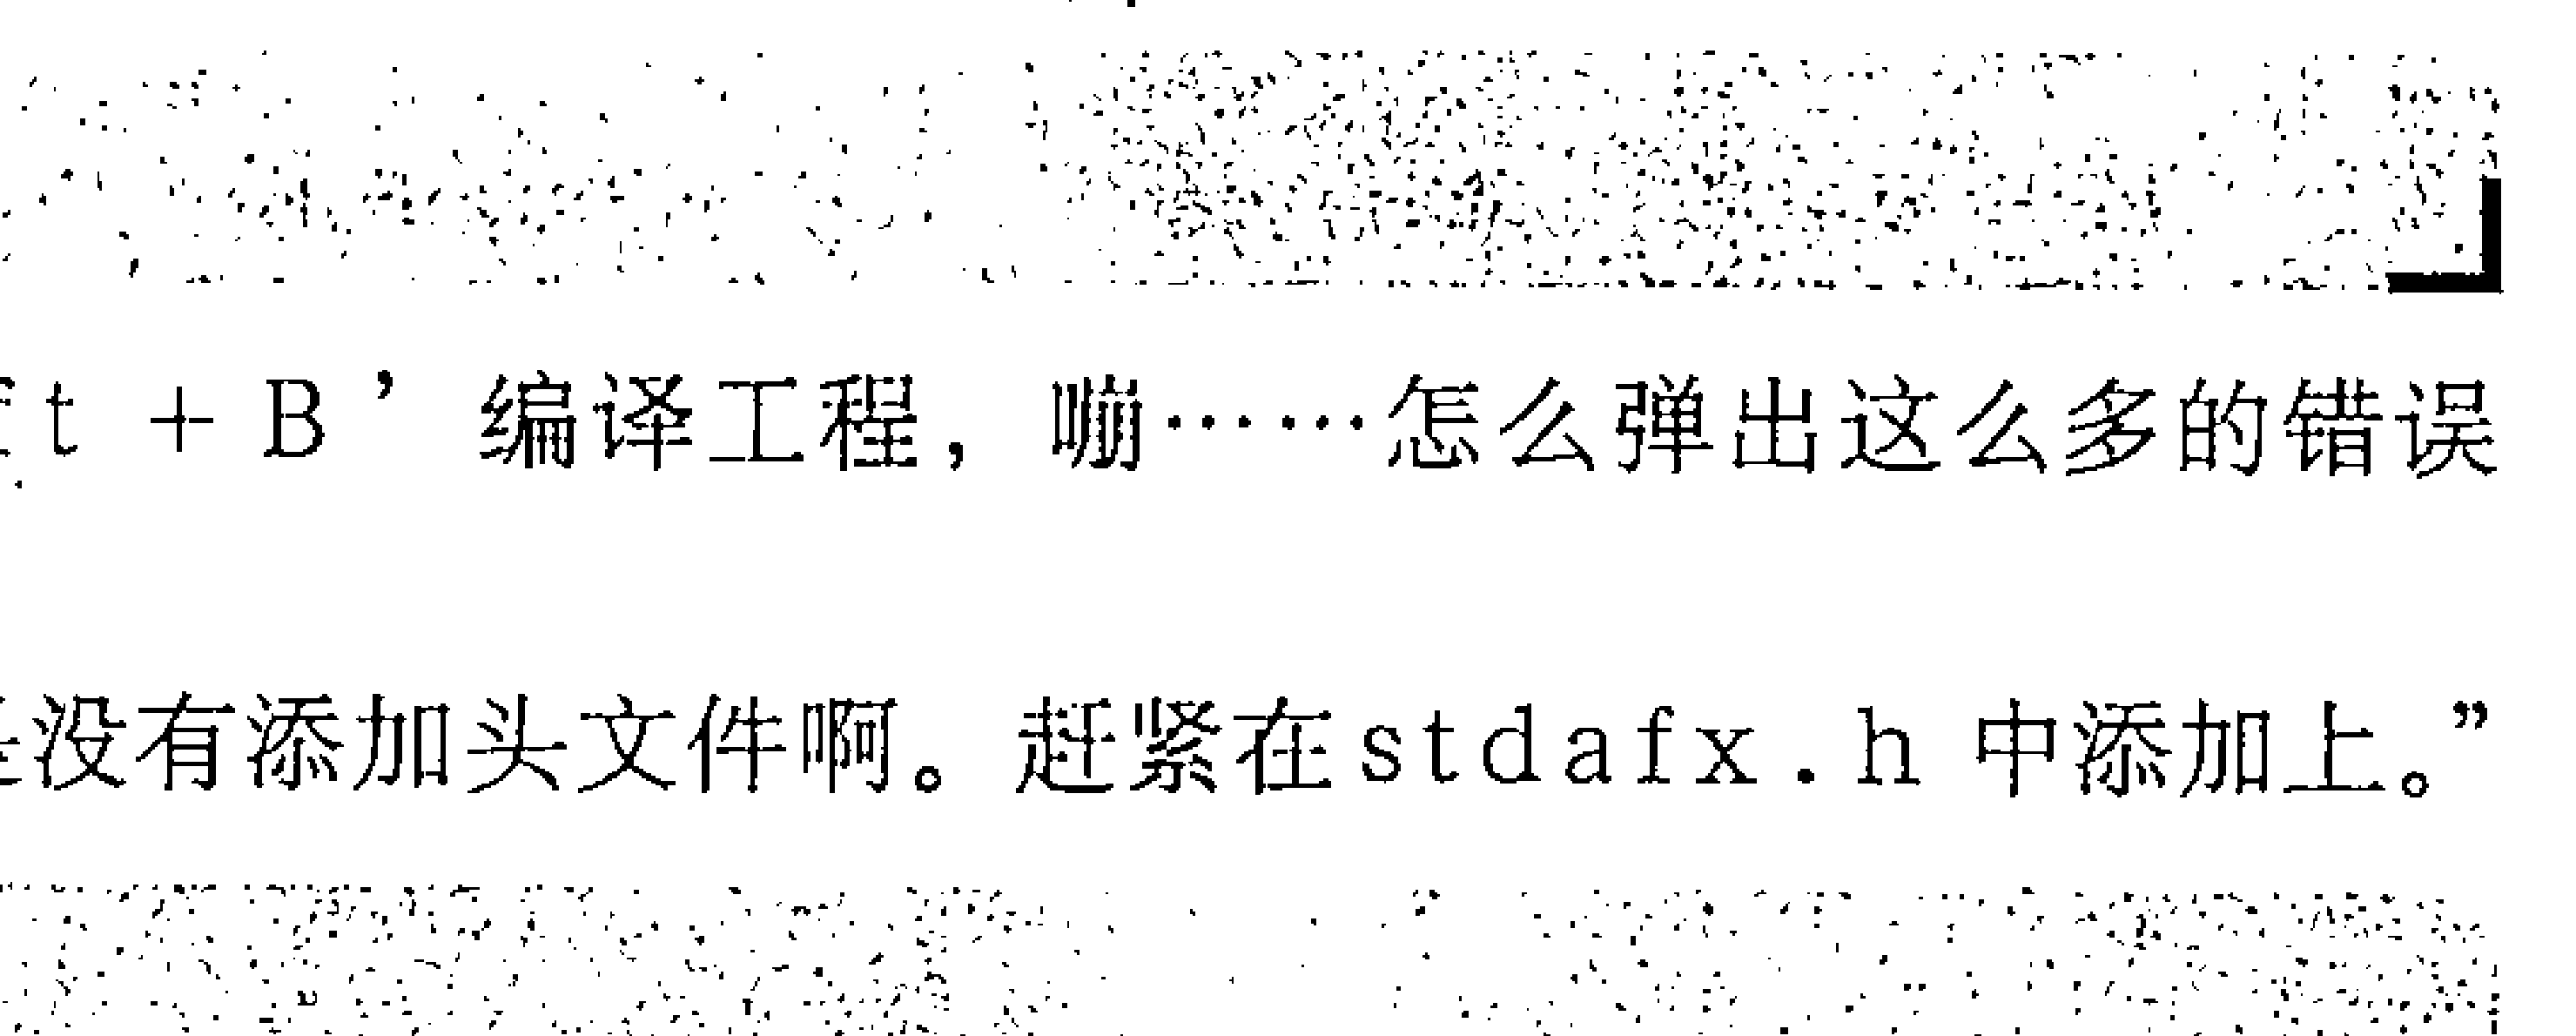 ft + B’ 编译工程，嘣……怎么弹出这么多的错误
没有添加头文件啊。赶紧在stdafx.h 中添加上。”